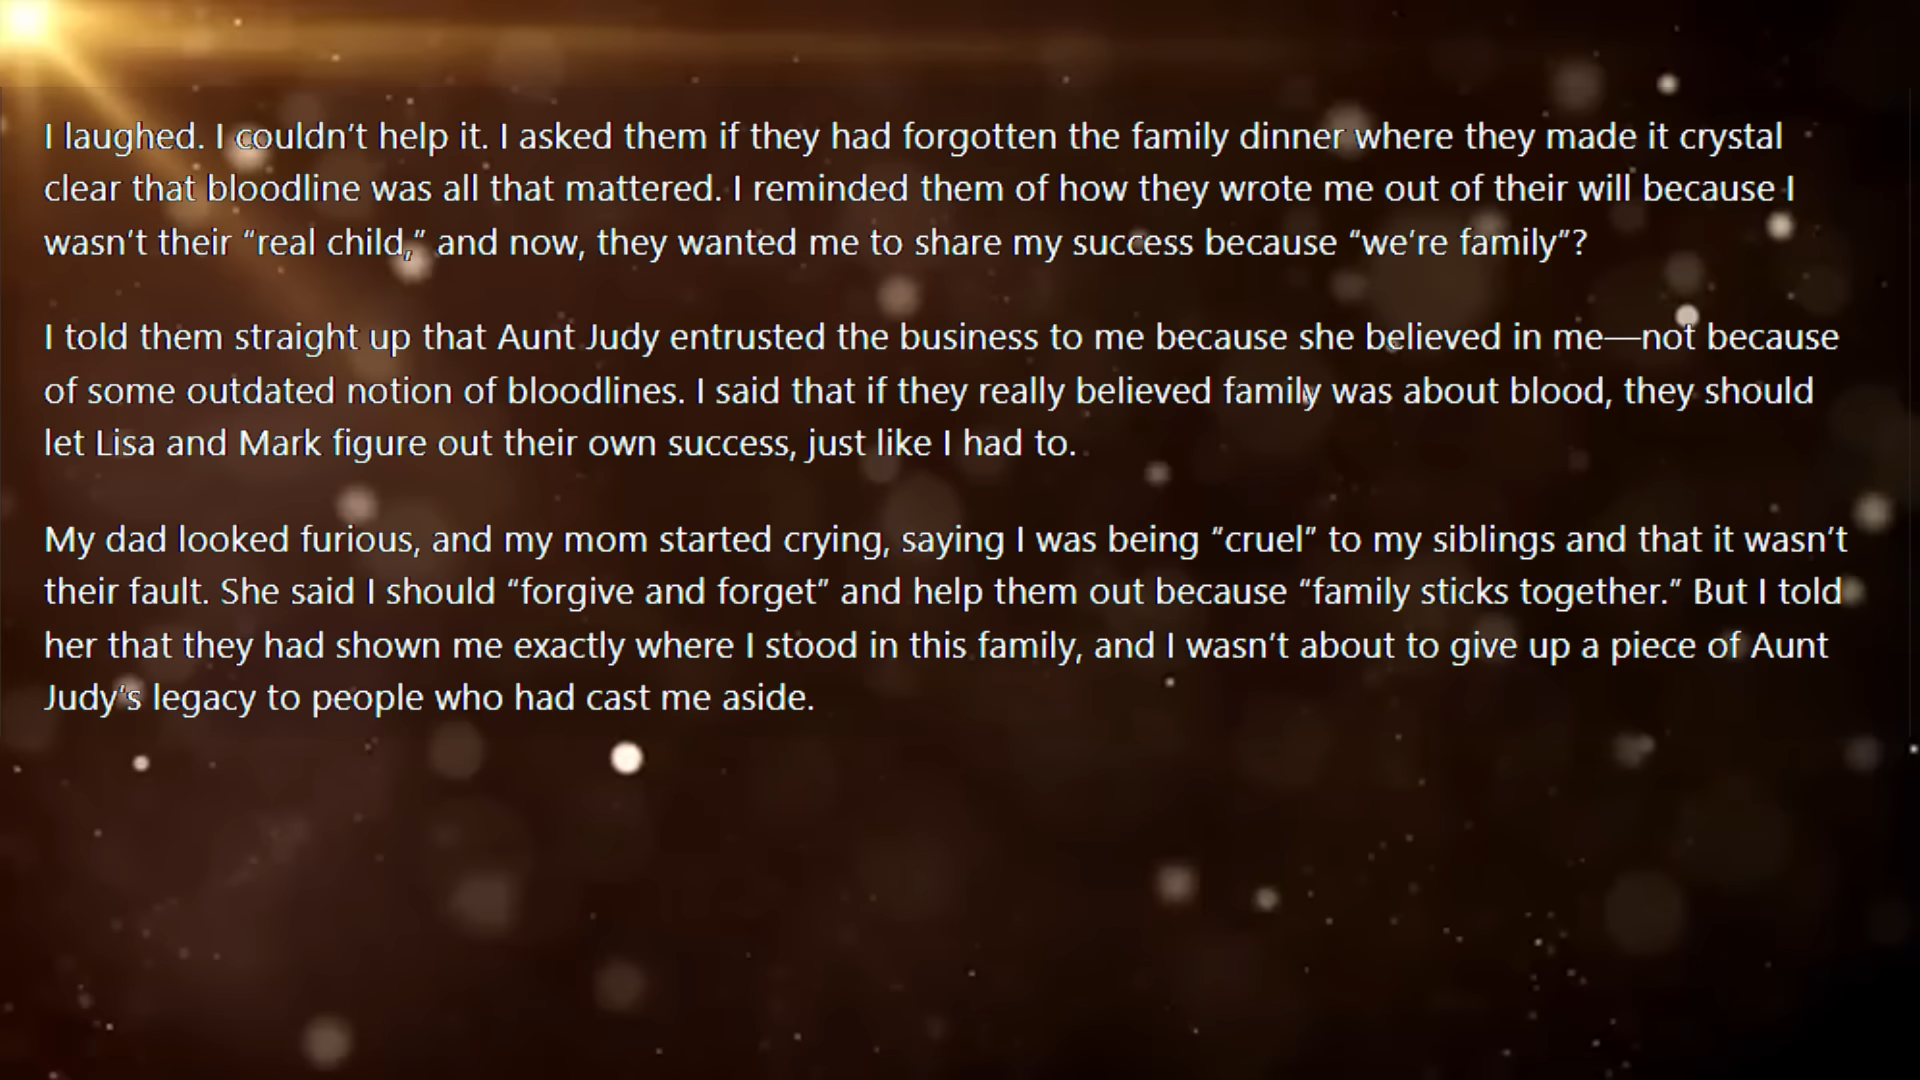 I laughed. I couldn’t help it. I asked them if they had forgotten the family dinner where they made it crystal
clear that bloodline was all that mattered. I reminded them of how they wrote me out of their will because I
wasn’t their “real child,” and now, they wanted me to share my success because “we’re family”?
I told them straight up that Aunt Judy entrusted the business to me because she believed in me—not because
of some outdated notion of bloodlines. I said that if they really believed family was about blood, they should
let Lisa and Mark figure out their own success, just like I had to.
My dad looked furious, and my mom started crying, saying I was being “cruel” to my siblings and that it wasn’t
their fault. She said I should “forgive and forget” and help them out because “family sticks together.” But I told
her that they had shown me exactly where I stood in this family, and I wasn’t about to give up a piece of Aunt
Judy’s legacy to people who had cast me aside.